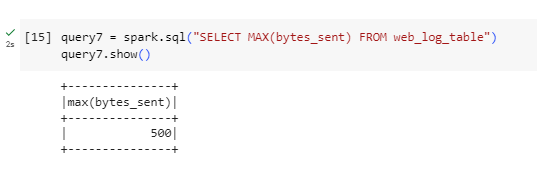 [15] query7 = spark.sql("SELECT MAX(bytes_sent) FROM web_log_table")
2s
query7.show()
+---------------+
|max(bytes_sent)|
+---------------+
|            500|
+---------------+